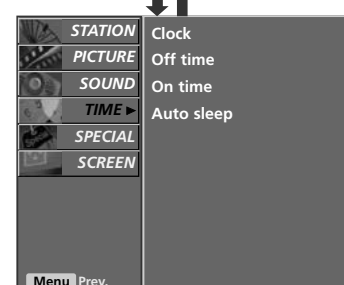 STATION
PICTURE
SOUND
TIME ►
SPECIAL
SCREEN
Clock
Off time
On time
Auto sleep
Menu Prev.